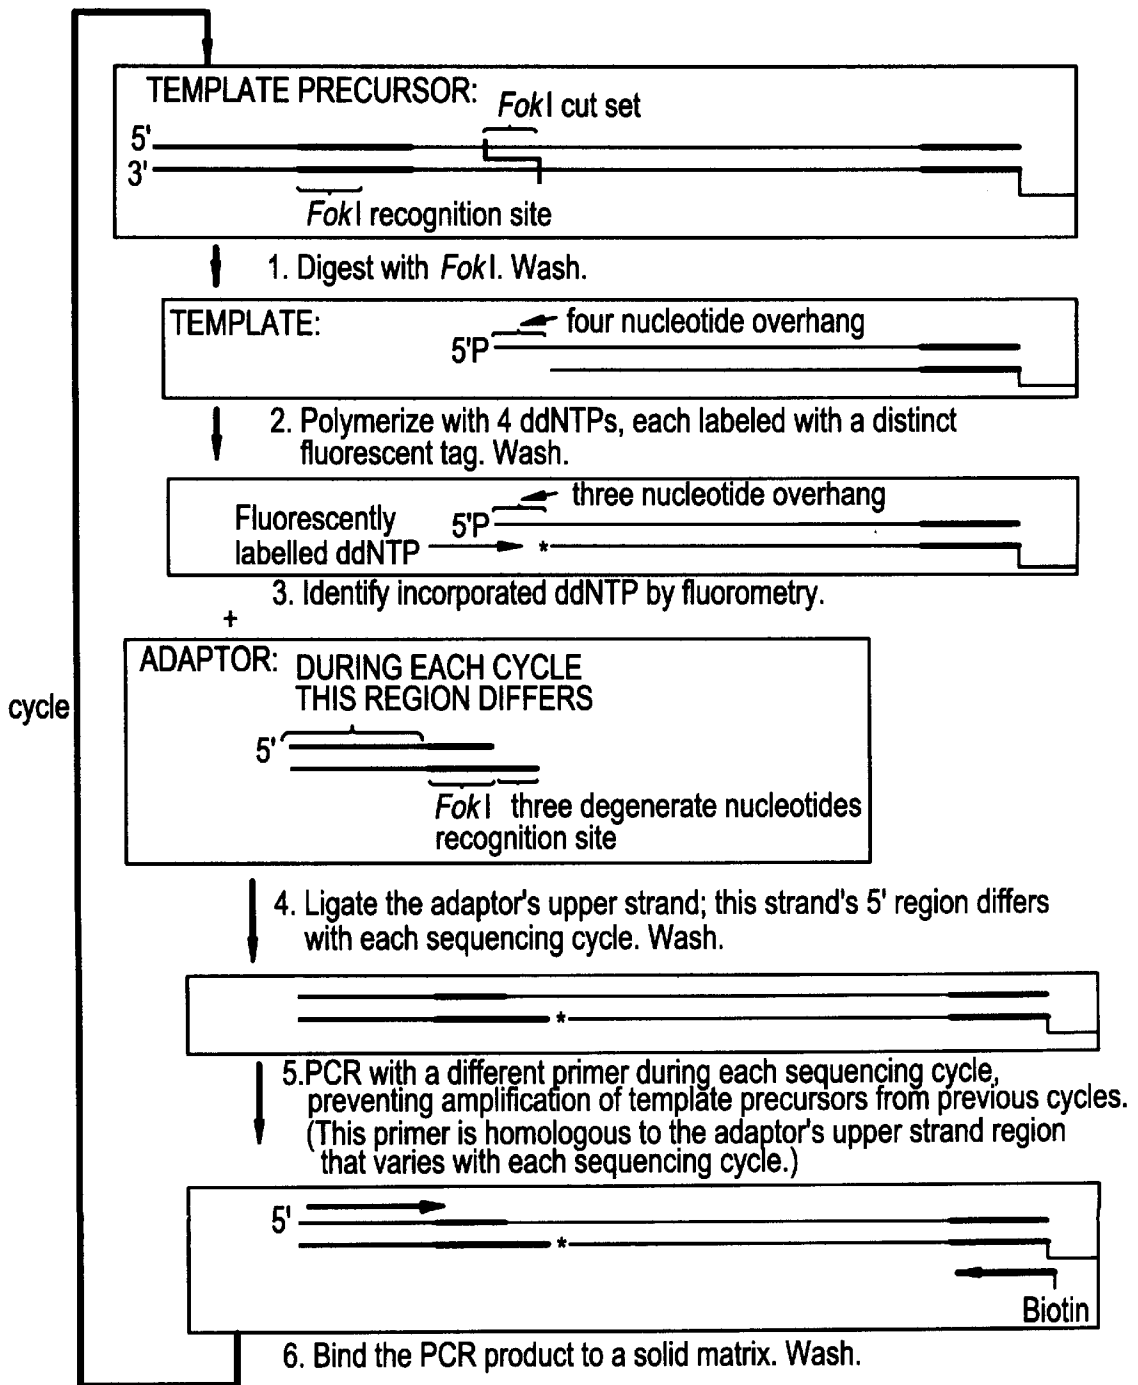 TEMPLATE PRECURSOR:
FokI cut set
5'
3'
FokI recognition site
1. Digest with FokI. Wash.
TEMPLATE:
four nucleotide overhang
5'P
2. Polymerize with 4 ddNTPs, each labeled with a distinct
fluorescent tag. Wash.
three nucleotide overhang
Fluorescently
labelled ddNTP
5'P
*
3. Identify incorporated ddNTP by fluorometry.
+
ADAPTOR: DURING EACH CYCLE
THIS REGION DIFFERS
cycle
5'
FokI three degenerate nucleotides
recognition site
4. Ligate the adaptor's upper strand; this strand's 5' region differs
with each sequencing cycle. Wash.
*
5.PCR with a different primer during each sequencing cycle,
preventing amplification of template precursors from previous cycles.
(This primer is homologous to the adaptor's upper strand region
that varies with each sequencing cycle.)
5'
*
Biotin
6. Bind the PCR product to a solid matrix. Wash.